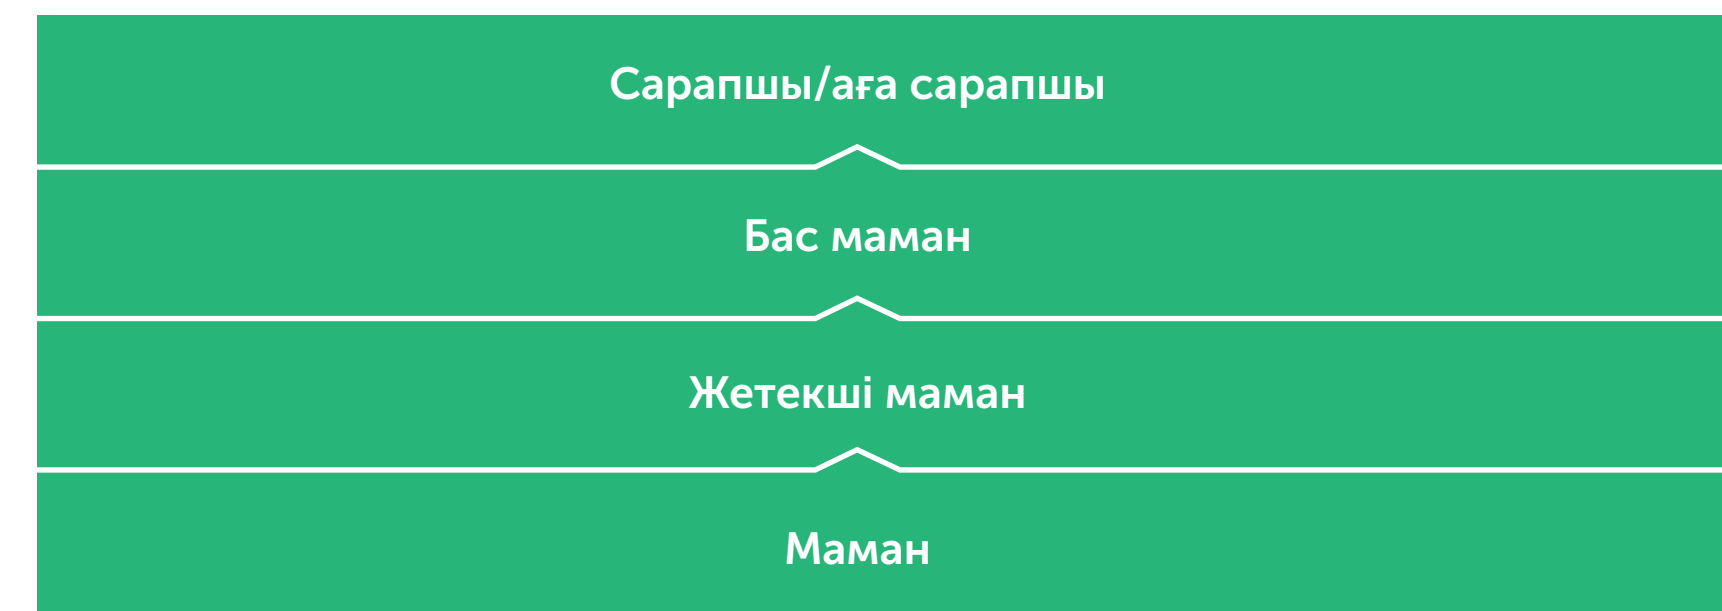 Сарапшы/аға сарапшы
Бас маман
Жетекші маман
Маман